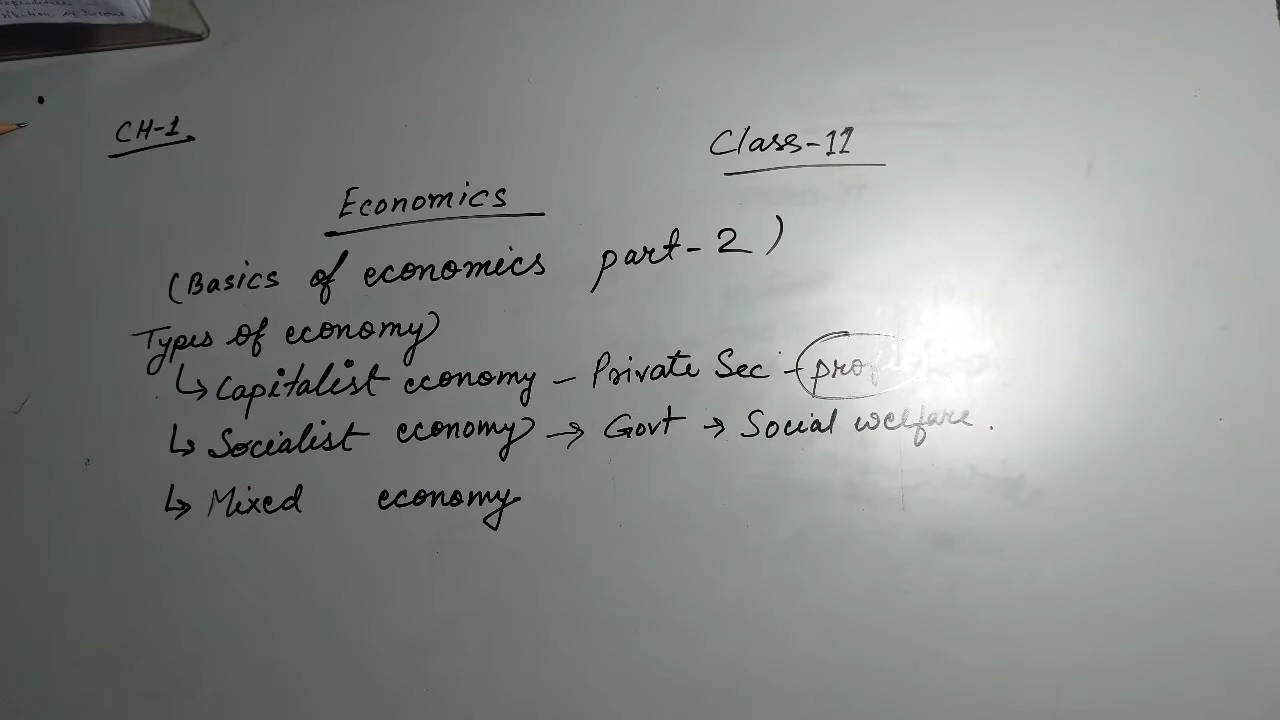 CH-1
Class-11
Economics
(Basics of economics part-2)
Types of economy
↳ Capitalist economy - Private Sec -
↳ Socialist economy → Govt → Social welfare.
↳ Mixed economy